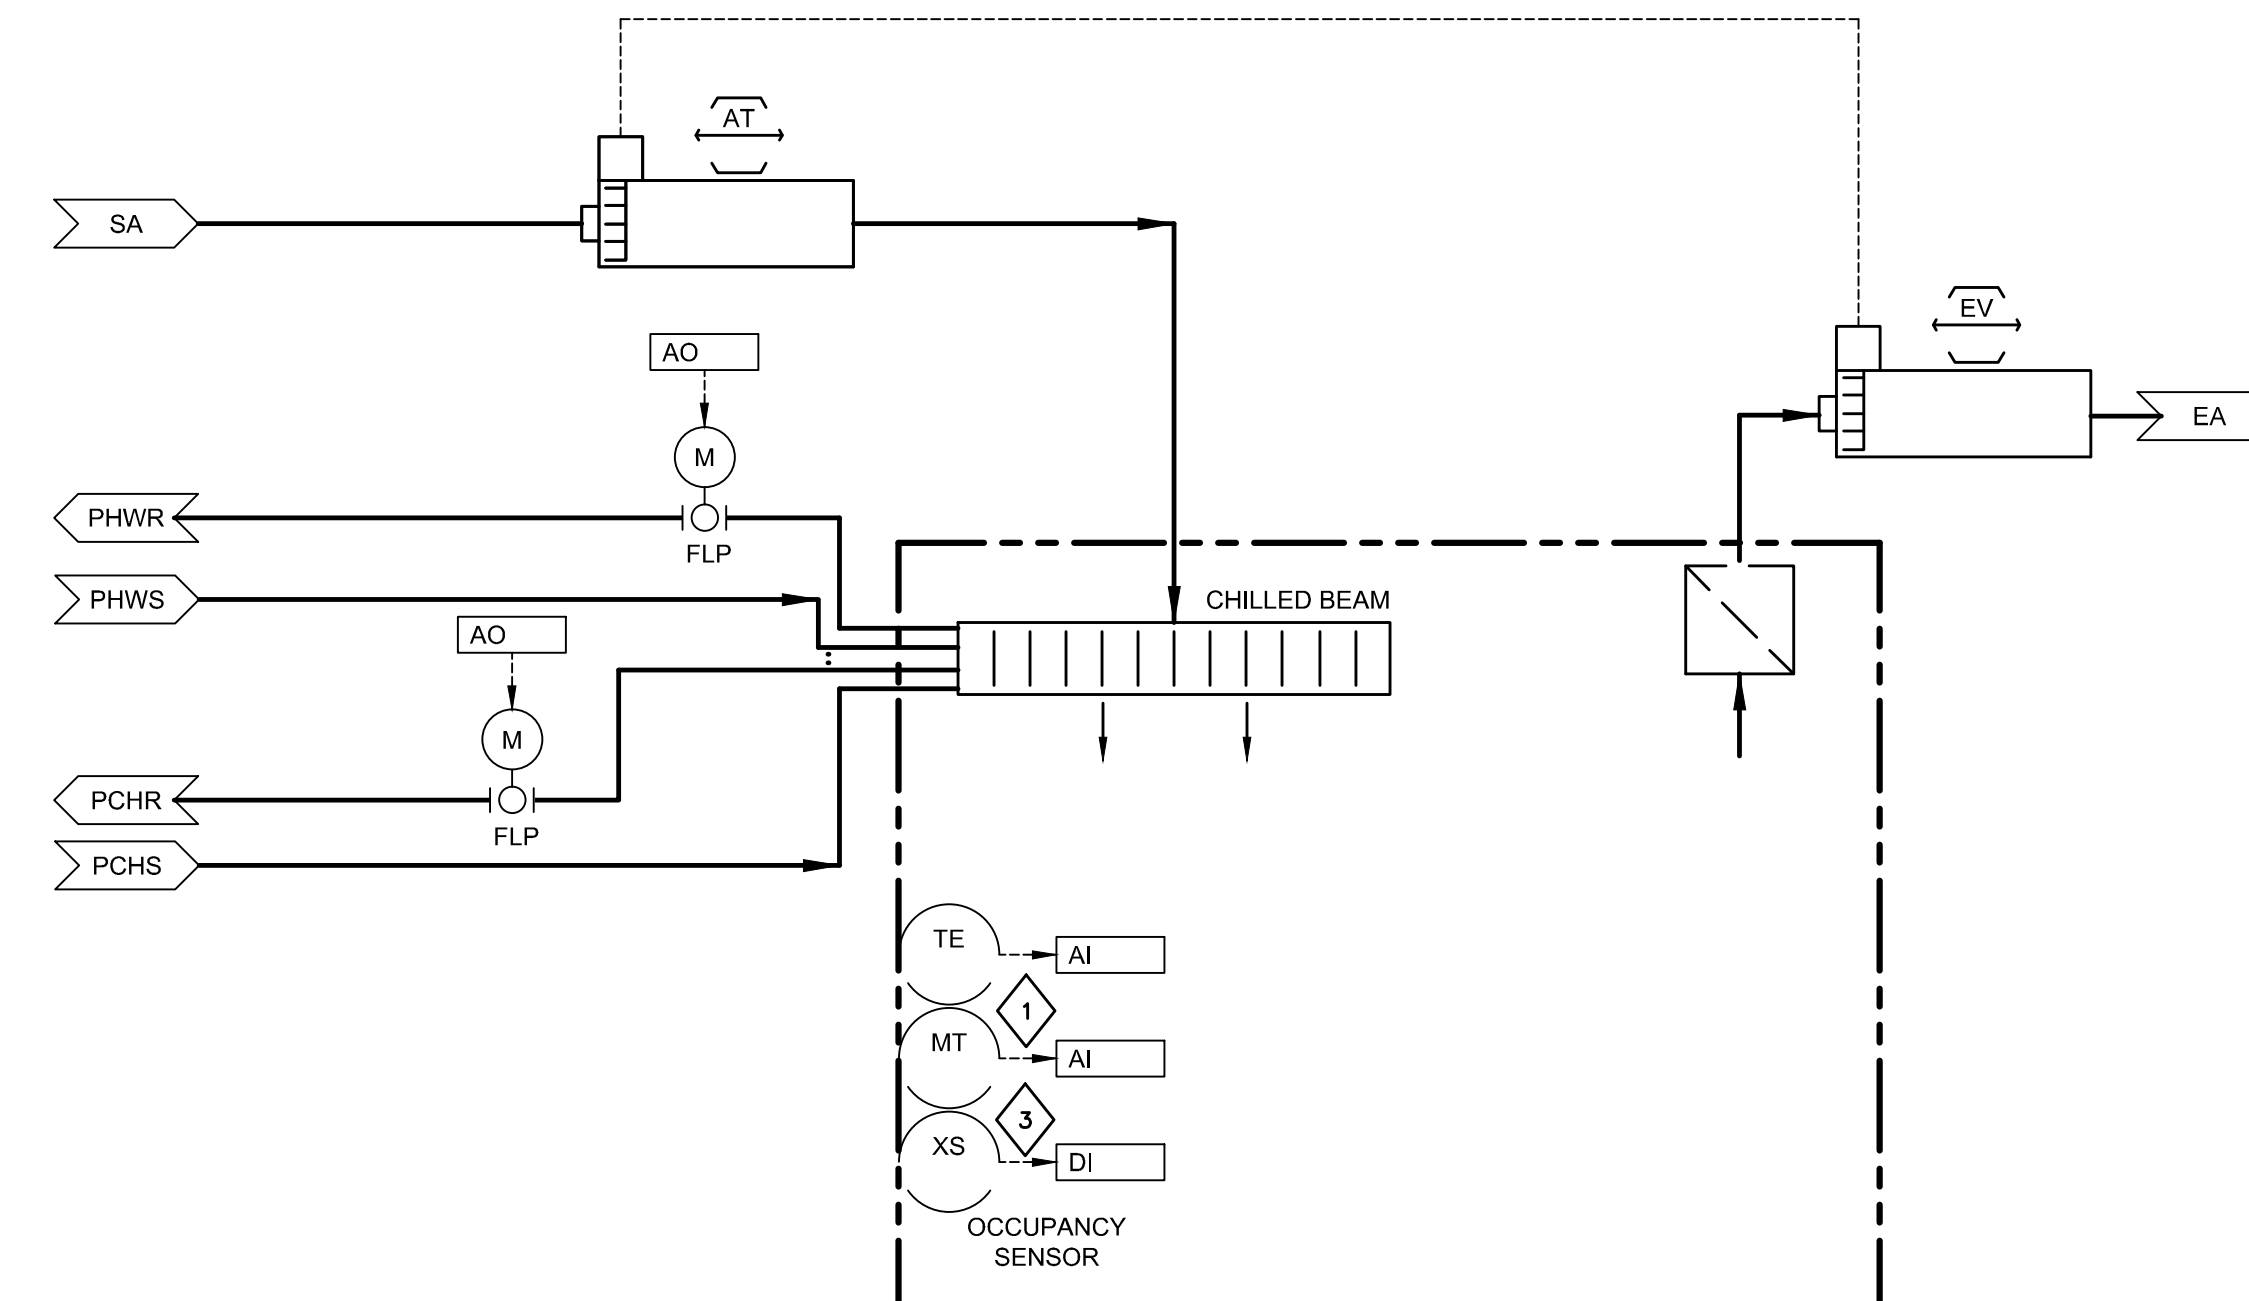 AT
SA
EV
AO
EA
M
PHWR
FLP
PHWS
CHILLED BEAM
AO
M
PCHR
FLP
PCHS
TE
AI
1
MT
AI
3
XS
DI
OCCUPANCY
SENSOR